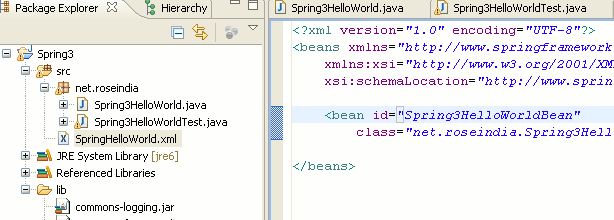 Package Explorer
Hierarchy
Spring3
src
net.roseindia
Spring3HelloWorld.java
Spring3HelloWorldTest.java
SpringHelloWorld.xml
JRE System Library [jre6]
Referenced Libraries
lib
commons-logging.jar
Spring3HelloWorld.java
Spring3HelloWorldTest.java
<?xml version="1.0" encoding="UTF-8"?>
<beans xmlns="http://www.springframework
xmlns:xsi="http://www.w3.org/2001/XM
xsi:schemaLocation="http://www.sprin
<bean id="Spring3HelloWorldBean"
class="net.roseindia.Spring3Hell
</beans>